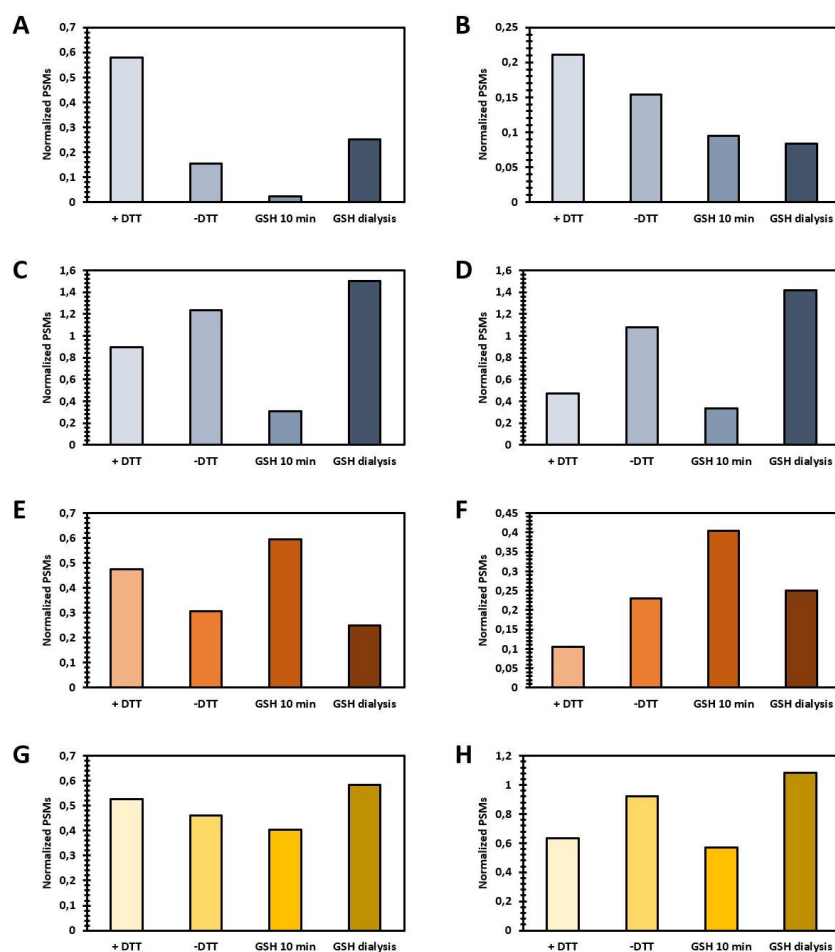 A
Normalized PSMs
0,7
0,6
0,5
0,4
0,3
0,2
0,1
0
+ DTT -DTT GSH 10 min GSH dialysis
B
Normalized PSMs
0,25
0,2
0,15
0,1
0,05
0
+ DTT -DTT GSH 10 min GSH dialysis
C
Normalized PSMs
1,6
1,4
1,2
1
0,8
0,6
0,4
0,2
0
+ DTT -DTT GSH 10 min GSH dialysis
D
Normalized PSMs
1,6
1,4
1,2
1
0,8
0,6
0,4
0,2
0
+ DTT -DTT GSH 10 min GSH dialysis
E
Normalized PSMs
0,7
0,6
0,5
0,4
0,3
0,2
0,1
0
+ DTT -DTT GSH 10 min GSH dialysis
F
Normalized PSMs
0,45
0,4
0,35
0,3
0,25
0,2
0,15
0,1
0,05
0
+ DTT -DTT GSH 10 min GSH dialysis
G
Normalized PSMs
0,7
0,6
0,5
0,4
0,3
0,2
0,1
0
+ DTT -DTT GSH 10 min GSH dialysis
H
Normalized PSMs
1,2
1
0,8
0,6
0,4
0,2
0
+ DTT -DTT GSH 10 min GSH dialysis